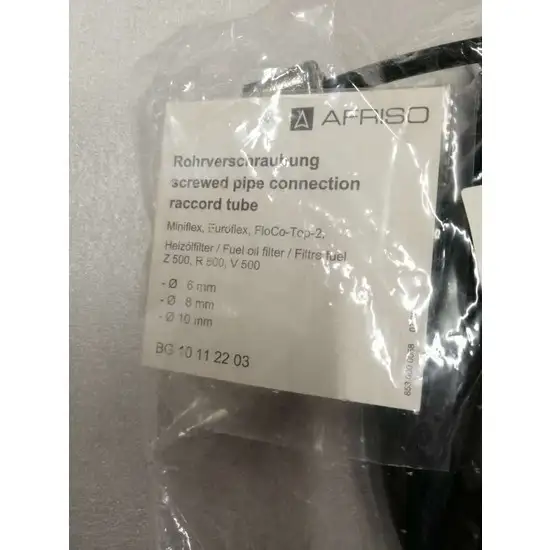 AFRISO
Rohrverschraubung
screwed pipe connection
raccord tube
Miniflex, Euroflex, FloCo-Top-2,
Heizölfilter / Fuel oil filter / Filtre fuel
Z 500, R 500, V 500
- Ø 6 mm
- Ø 8 mm
- Ø 10 mm
BG 10 11 22 03